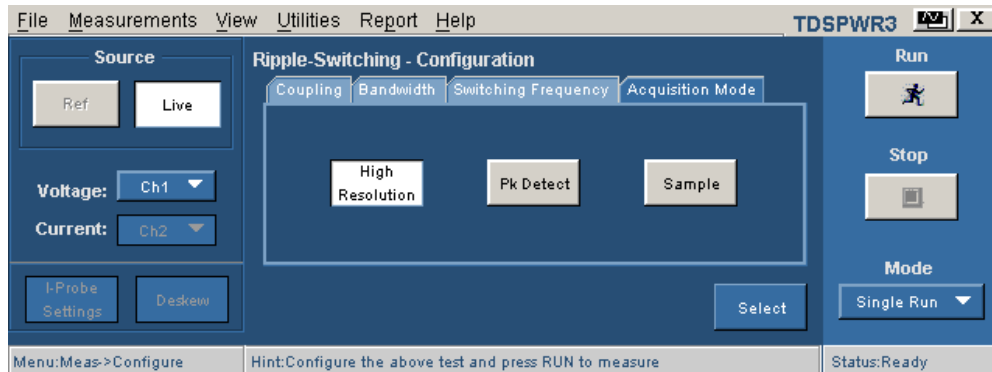 File Measurements View Utilities Report Help TDSPWR3 X
Source
Ref Live
Voltage: Ch1
Current: Ch2
I-Probe Settings
Deskew
Ripple-Switching - Configuration
Coupling Bandwidth Switching Frequency Acquisition Mode
High Resolution
Pk Detect
Sample
Select
Run
Stop
Mode
Single Run
Menu:Meas->Configure
Hint:Configure the above test and press RUN to measure
Status:Ready